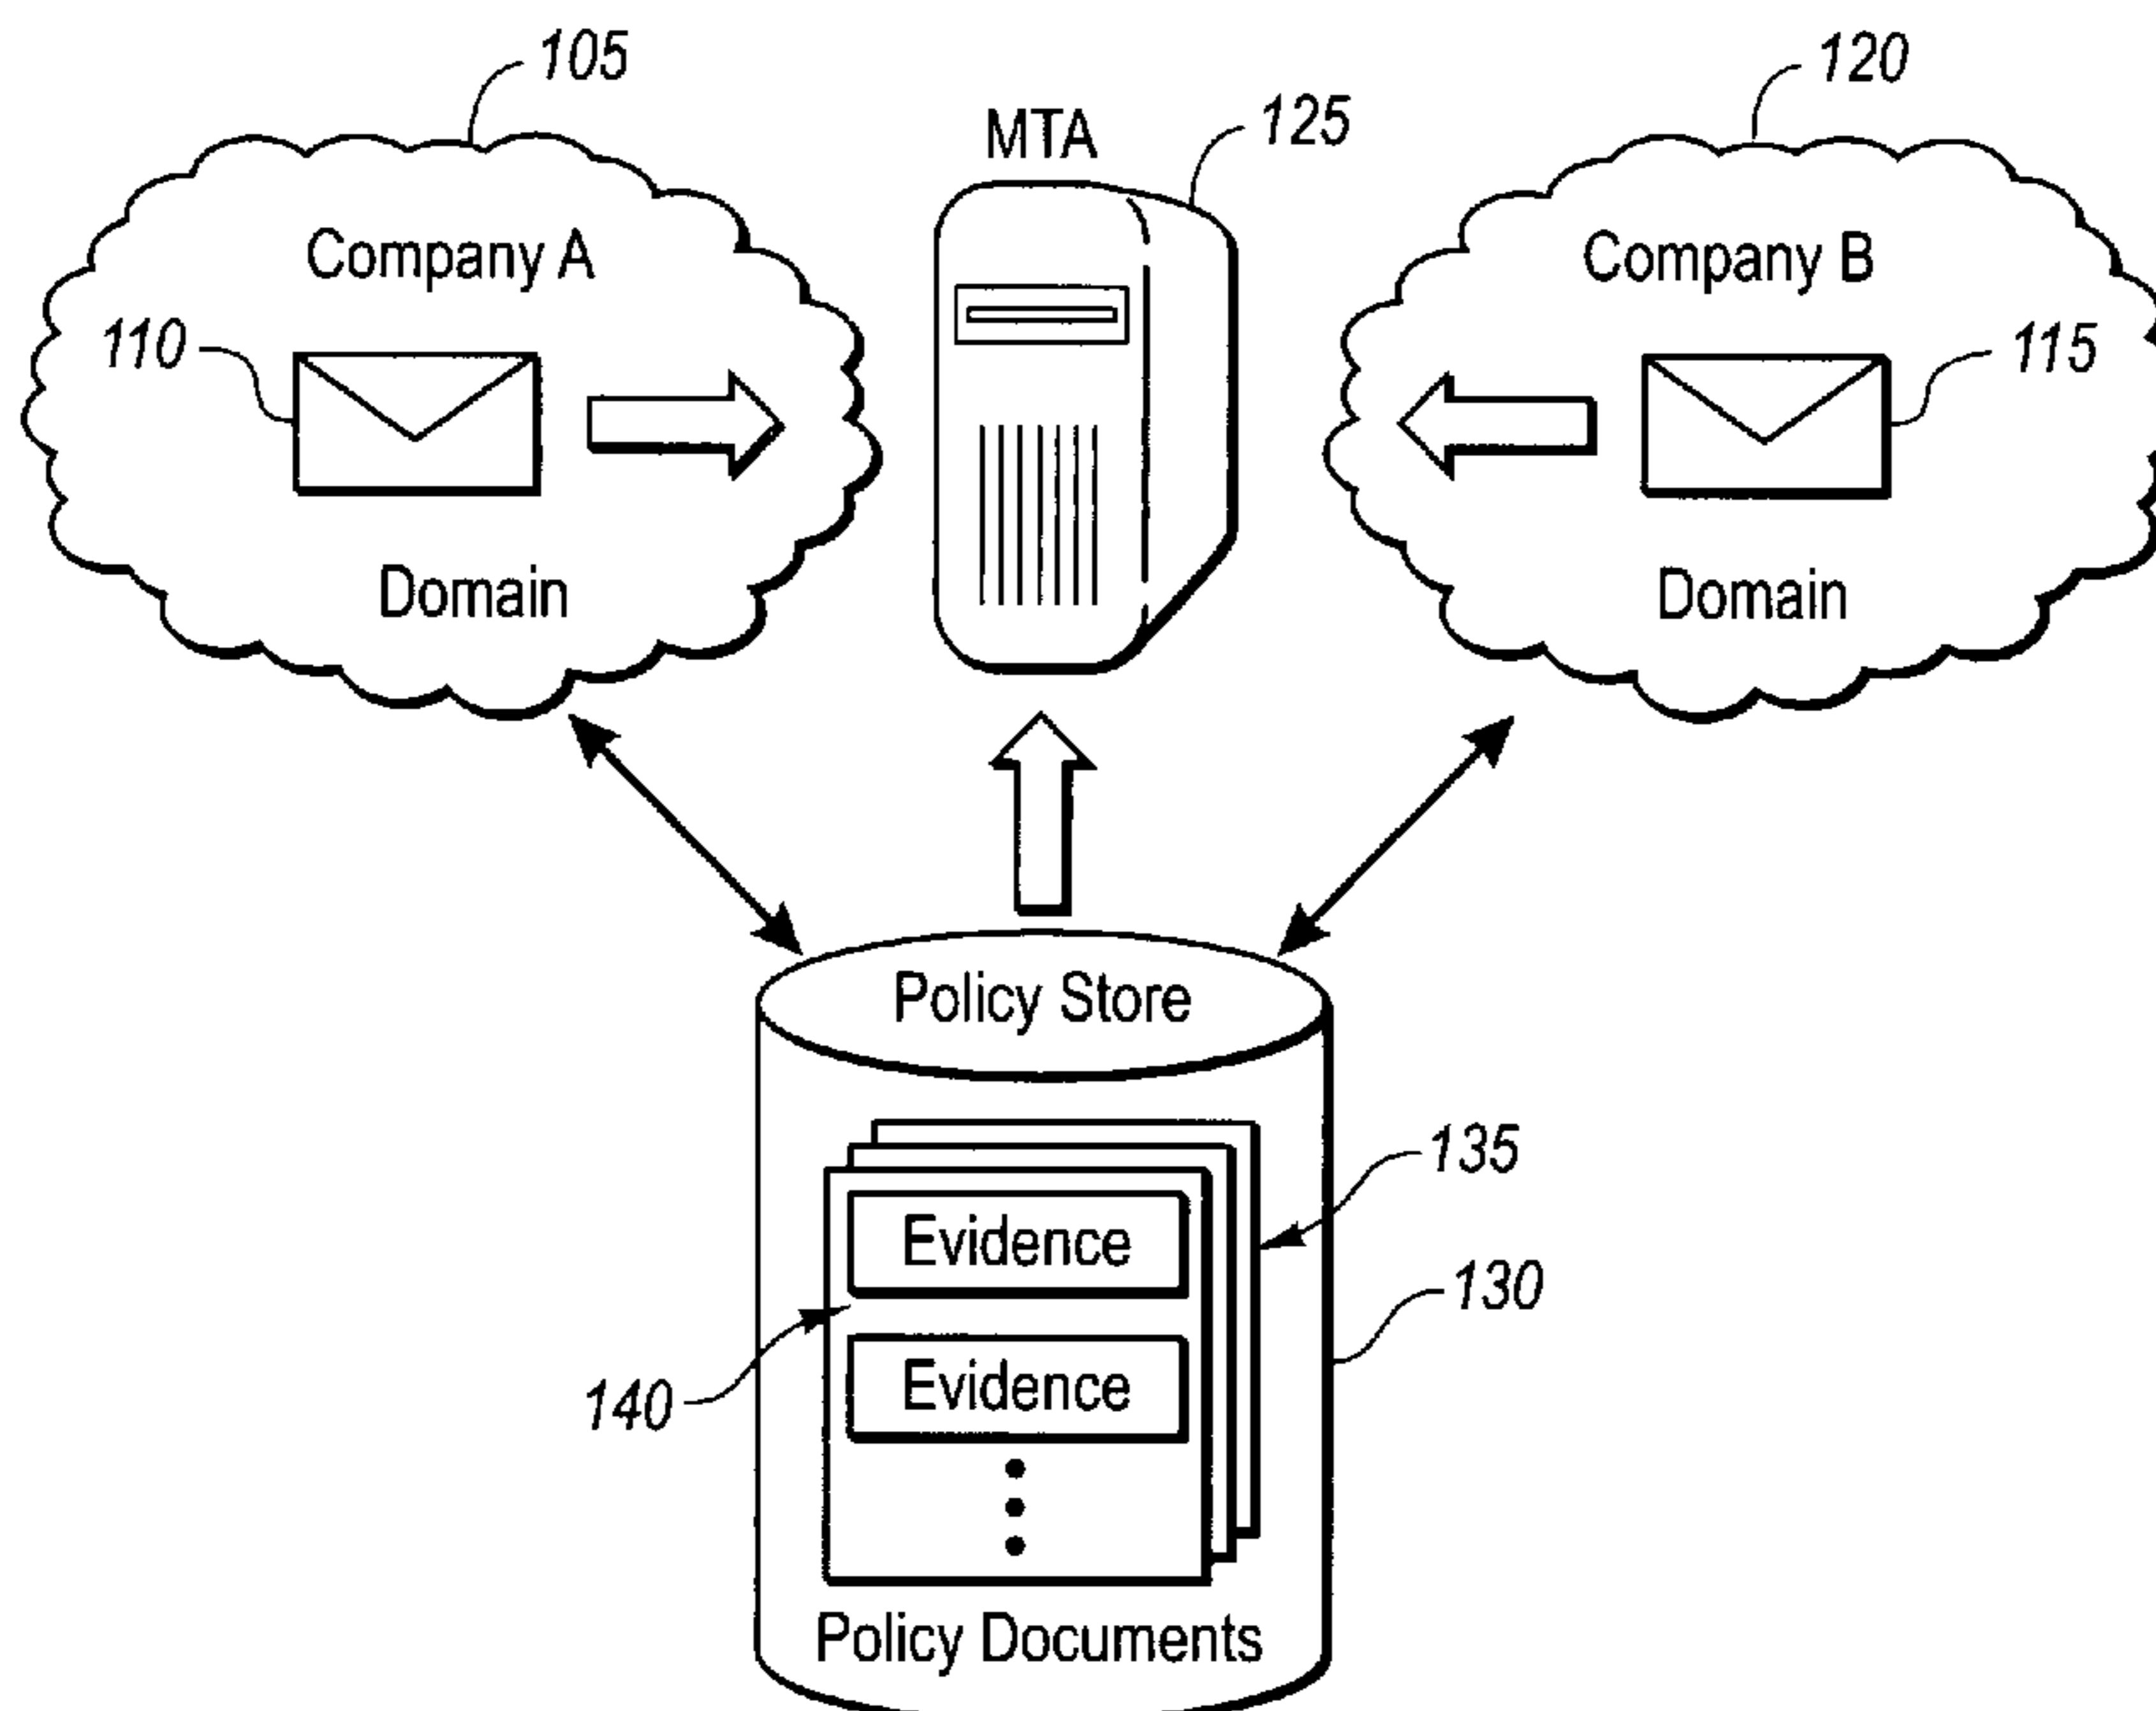 105
120
MTA
125
Company A
Company B
110
115
Domain
Domain
Policy Store
135
Evidence
130
Evidence
140
Policy Documents